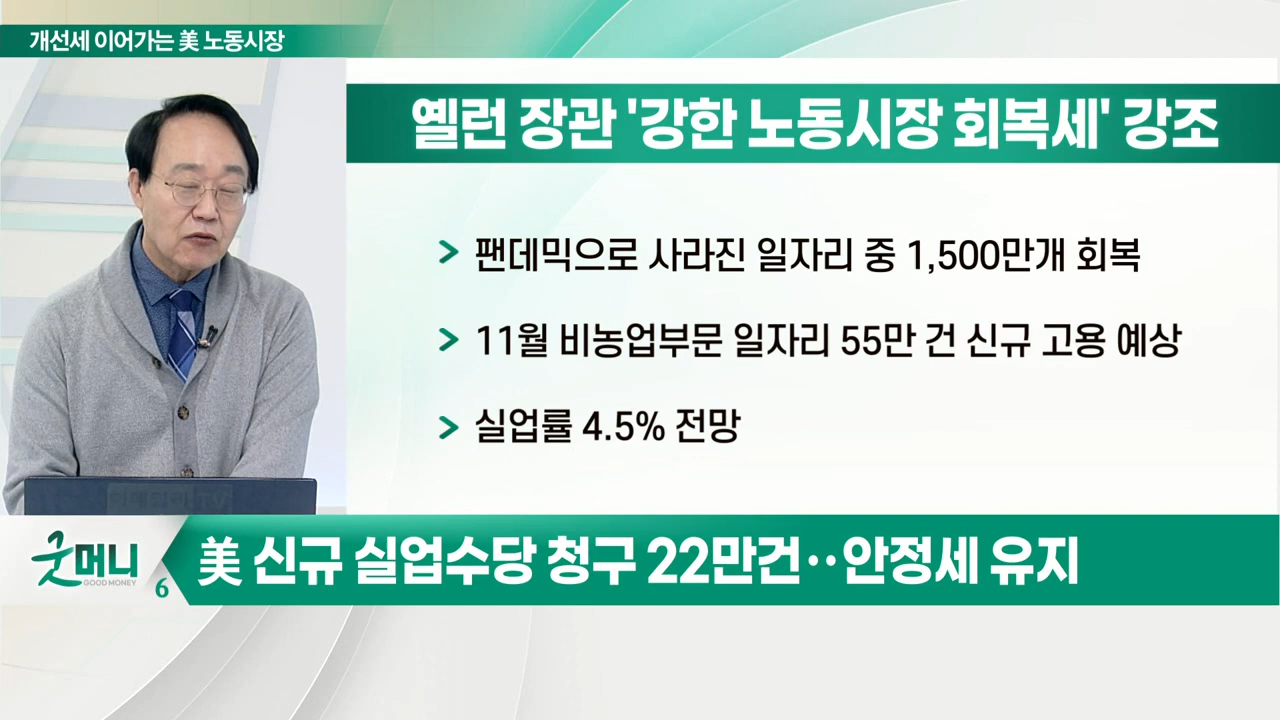 개선세 이어가는 美 노동시장
옐런 장관 '강한 노동시장 회복세' 강조
> 팬데믹으로 사라진 일자리 중 1,500만개 회복
> 11월 비농업부문 일자리 55만 건 신규 고용 예상
> 실업률 4.5% 전망
굿머니
GOOD MONEY
6
美 신규 실업수당 청구 22만건··안정세 유지